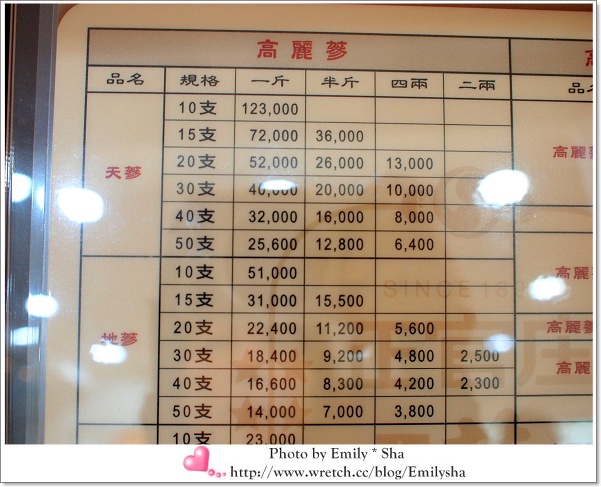 高麗蔘
品名 規格 一斤 半斤 四兩 二兩 品名
天蔘
10支 123,000
15支 72,000 36,000
20支 52,000 26,000 13,000
30支 40,000 20,000 10,000
40支 32,000 16,000 8,000
50支 25,600 12,800 6,400
地蔘
10支 51,000
15支 31,000 15,500
20支 22,400 11,200 5,600
30支 18,400 9,200 4,800 2,500
40支 16,600 8,300 4,200 2,300
50支 14,000 7,000 3,800
10支 23,000
高麗蔘
高麗蔘
高麗蔘
高麗蔘
SINCE
Photo by Emily * Sha
http://www.wretch.cc/blog/Emilysha